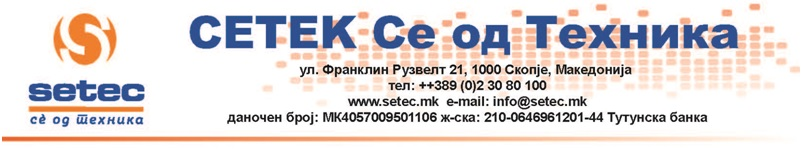 setec
сѐ од техника
СЕТЕК Се од Техника
ул. Франклин Рузвелт 21, 1000 Скопје, Македонија
тел: ++389 (0)2 30 80 100
www.setec.mk e-mail: info@setec.mk
даночен број: МК4057009501106 ж-ска: 210-0646961201-44 Тутунска банка